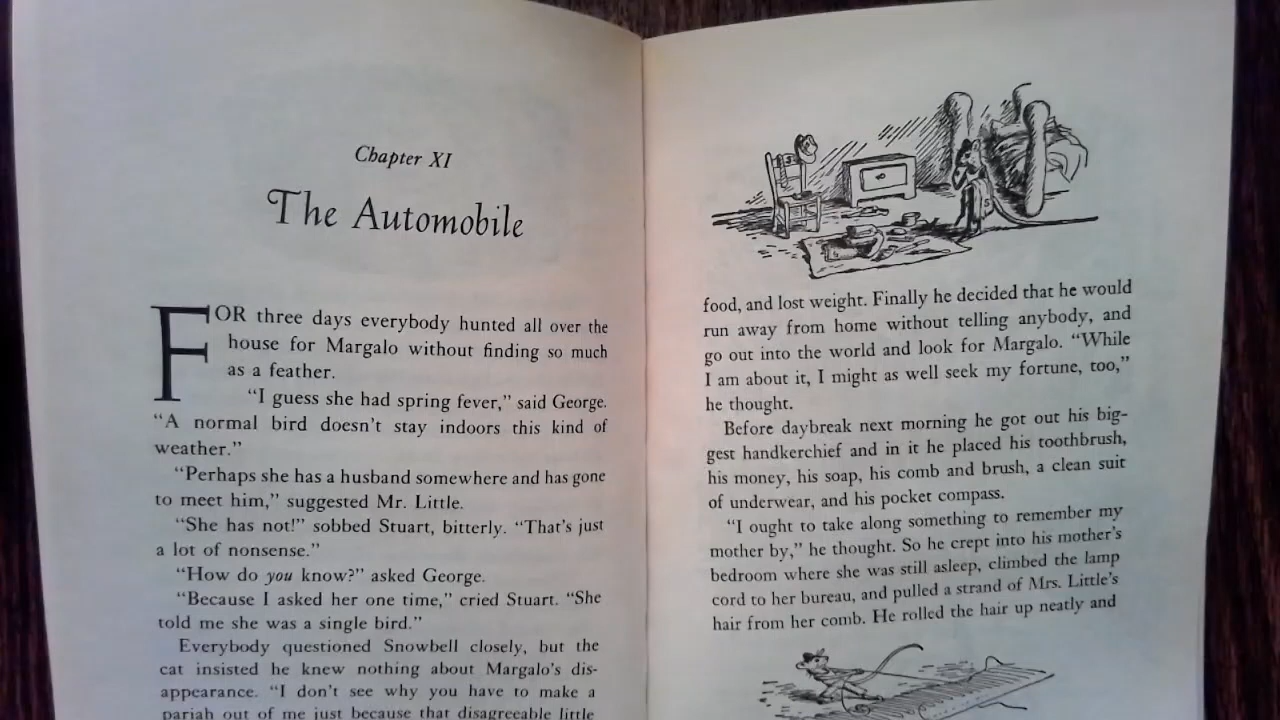 Chapter XI
The Automobile
FOR three days everybody hunted all over the
house for Margalo without finding so much
as a feather.
“I guess she had spring fever,” said George.
“A normal bird doesn’t stay indoors this kind of
weather.”
“Perhaps she has a husband somewhere and has gone
to meet him,” suggested Mr. Little.
“She has not!” sobbed Stuart, bitterly. “That’s just
a lot of nonsense.”
“How do you know?” asked George.
“Because I asked her one time,” cried Stuart. “She
told me she was a single bird.”
Everybody questioned Snowbell closely, but the
cat insisted he knew nothing about Margalo’s dis-
appearance. “I don’t see why you have to make a
pariah out of me just because that disagreeable little
food, and lost weight. Finally he decided that he would
run away from home without telling anybody, and
go out into the world and look for Margalo. “While
I am about it, I might as well seek my fortune, too,”
he thought.
Before daybreak next morning he got out his big-
gest handkerchief and in it he placed his toothbrush,
his money, his soap, his comb and brush, a clean suit
of underwear, and his pocket compass.
“I ought to take along something to remember my
mother by,” he thought. So he crept into his mother’s
bedroom where she was still asleep, climbed the lamp
cord to her bureau, and pulled a strand of Mrs. Little’s
hair from her comb. He rolled the hair up neatly and